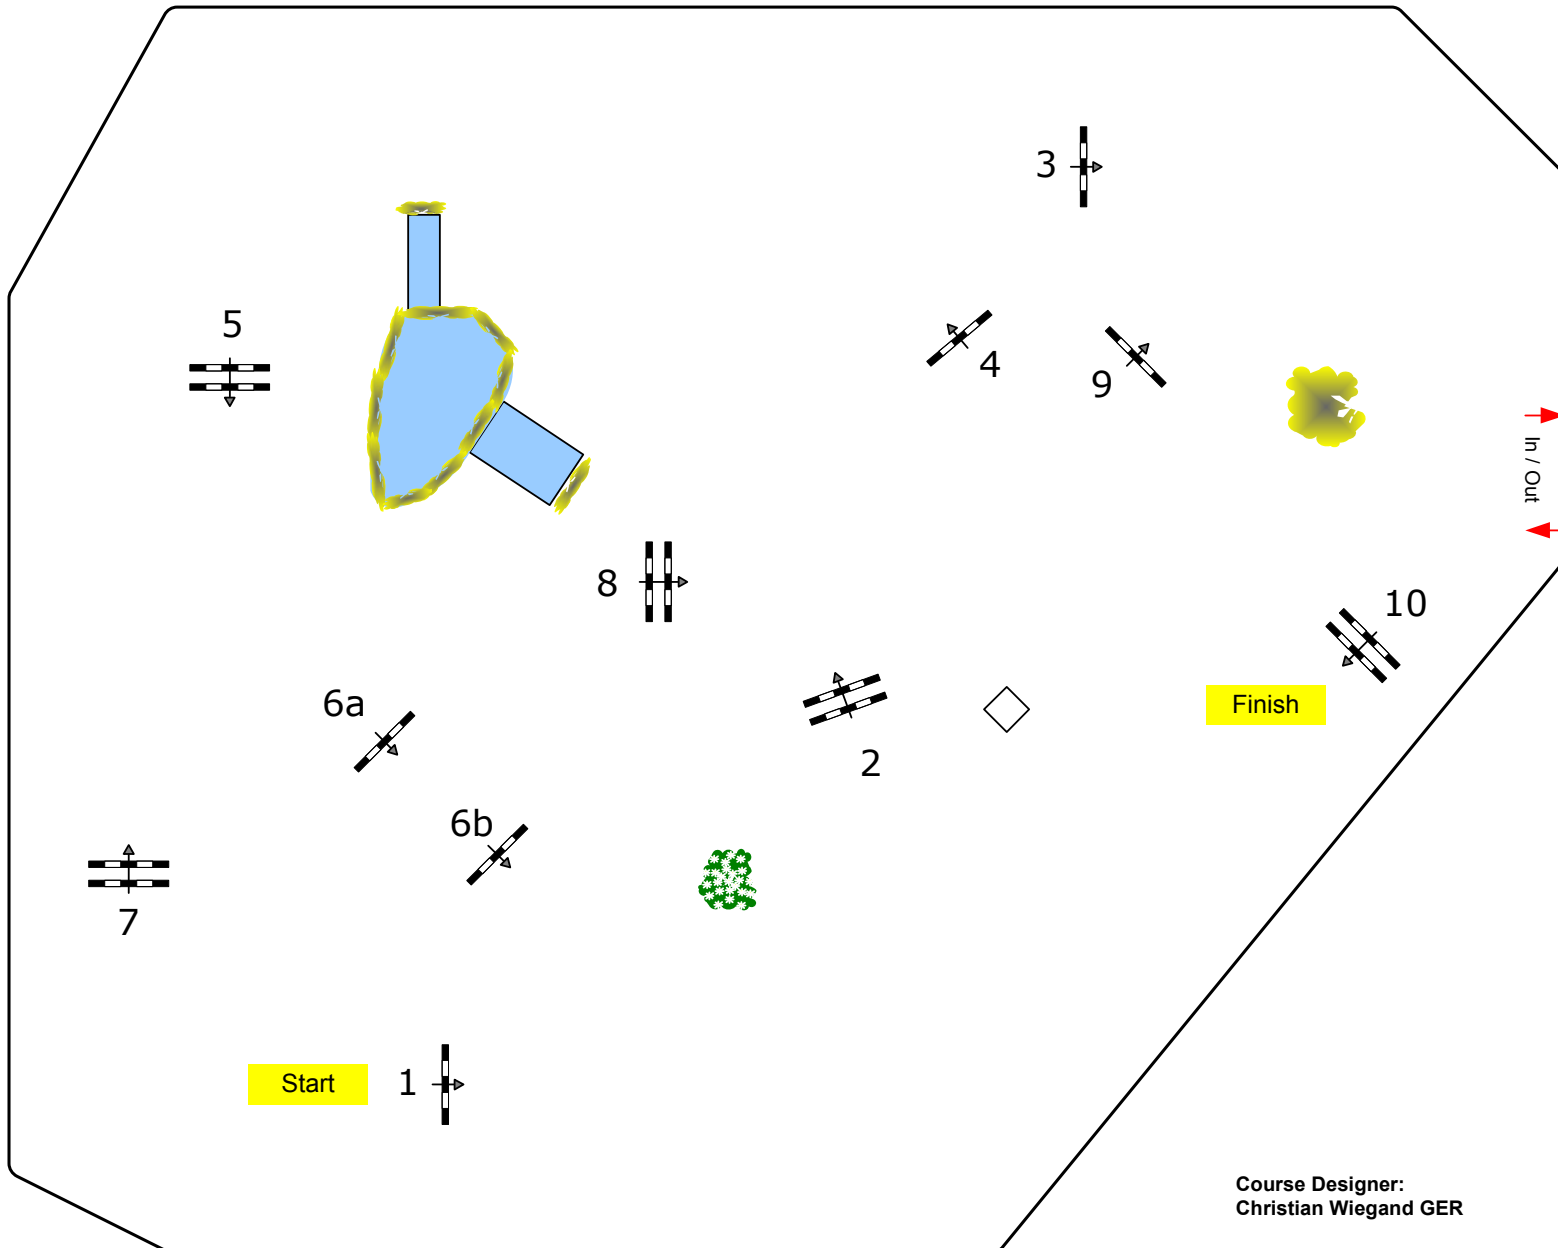 3
5
4
9
In / Out
8
10
6a
Finish
2
6b
7
Start
1
Course Designer:
Christian Wiegand GER